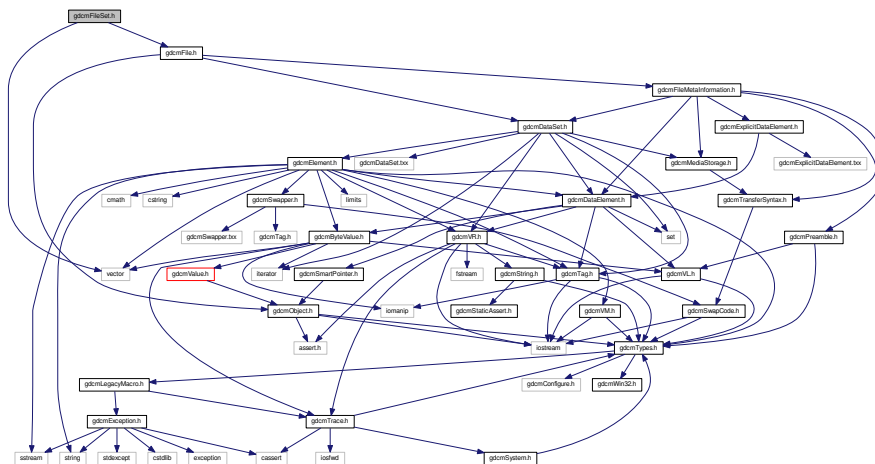 gdcmFileSet.h
gdcmFile.h
gdcmFileMetaInformation.h
gdcmDataSet.h
gdcmExplicitDataElement.h
gdcmElement.h
gdcmDataSet.txx
gdcmMediaStorage.h
gdcmExplicitDataElement.txx
cmath
cstring
gdcmSwapper.h
limits
gdcmDataElement.h
gdcmTransferSyntax.h
gdcmSwapper.txx
gdcmTag.h
gdcmByteValue.h
gdcmVR.h
set
gdcmPreamble.h
vector
gdcmValue.h
iterator
gdcmSmartPointer.h
fstream
gdcmString.h
gdcmTag.h
gdcmVL.h
gdcmObject.h
iomanip
gdcmStaticAssert.h
gdcmVM.h
gdcmSwapCode.h
assert.h
iostream
gdcmTypes.h
gdcmLegacyMacro.h
gdcmConfigure.h
gdcmWin32.h
gdcmException.h
gdcmTrace.h
sstream
string
stdexcept
cstdlib
exception
cassert
iosfwd
gdcmSystem.h